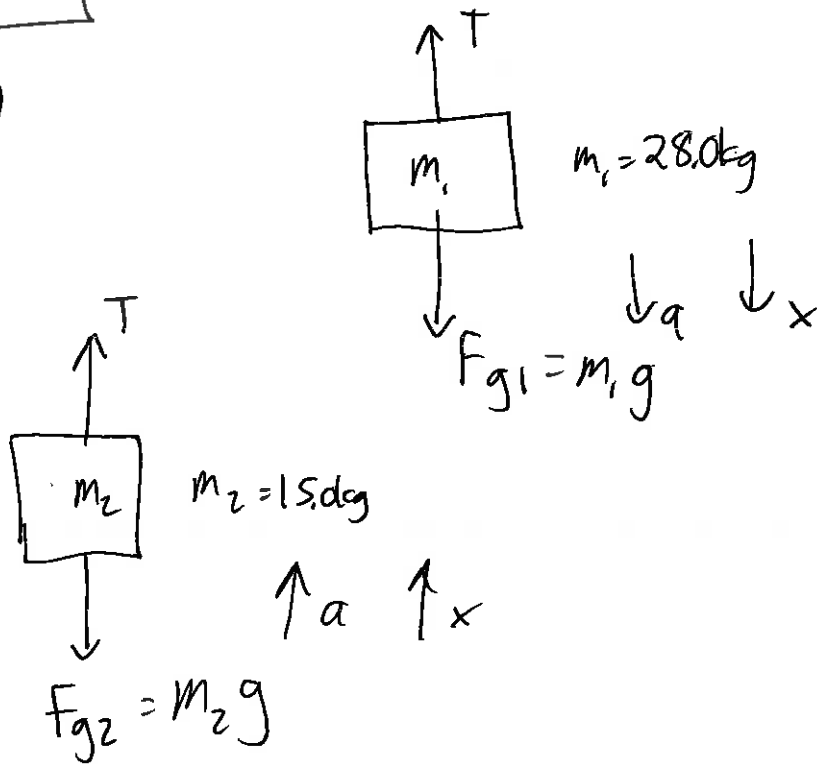 T
m₁
m₁ = 28.0kg
a
x
Fg1 = m₁g
T
m₂
m₂ = 15.0kg
a
x
Fg2 = m₂g